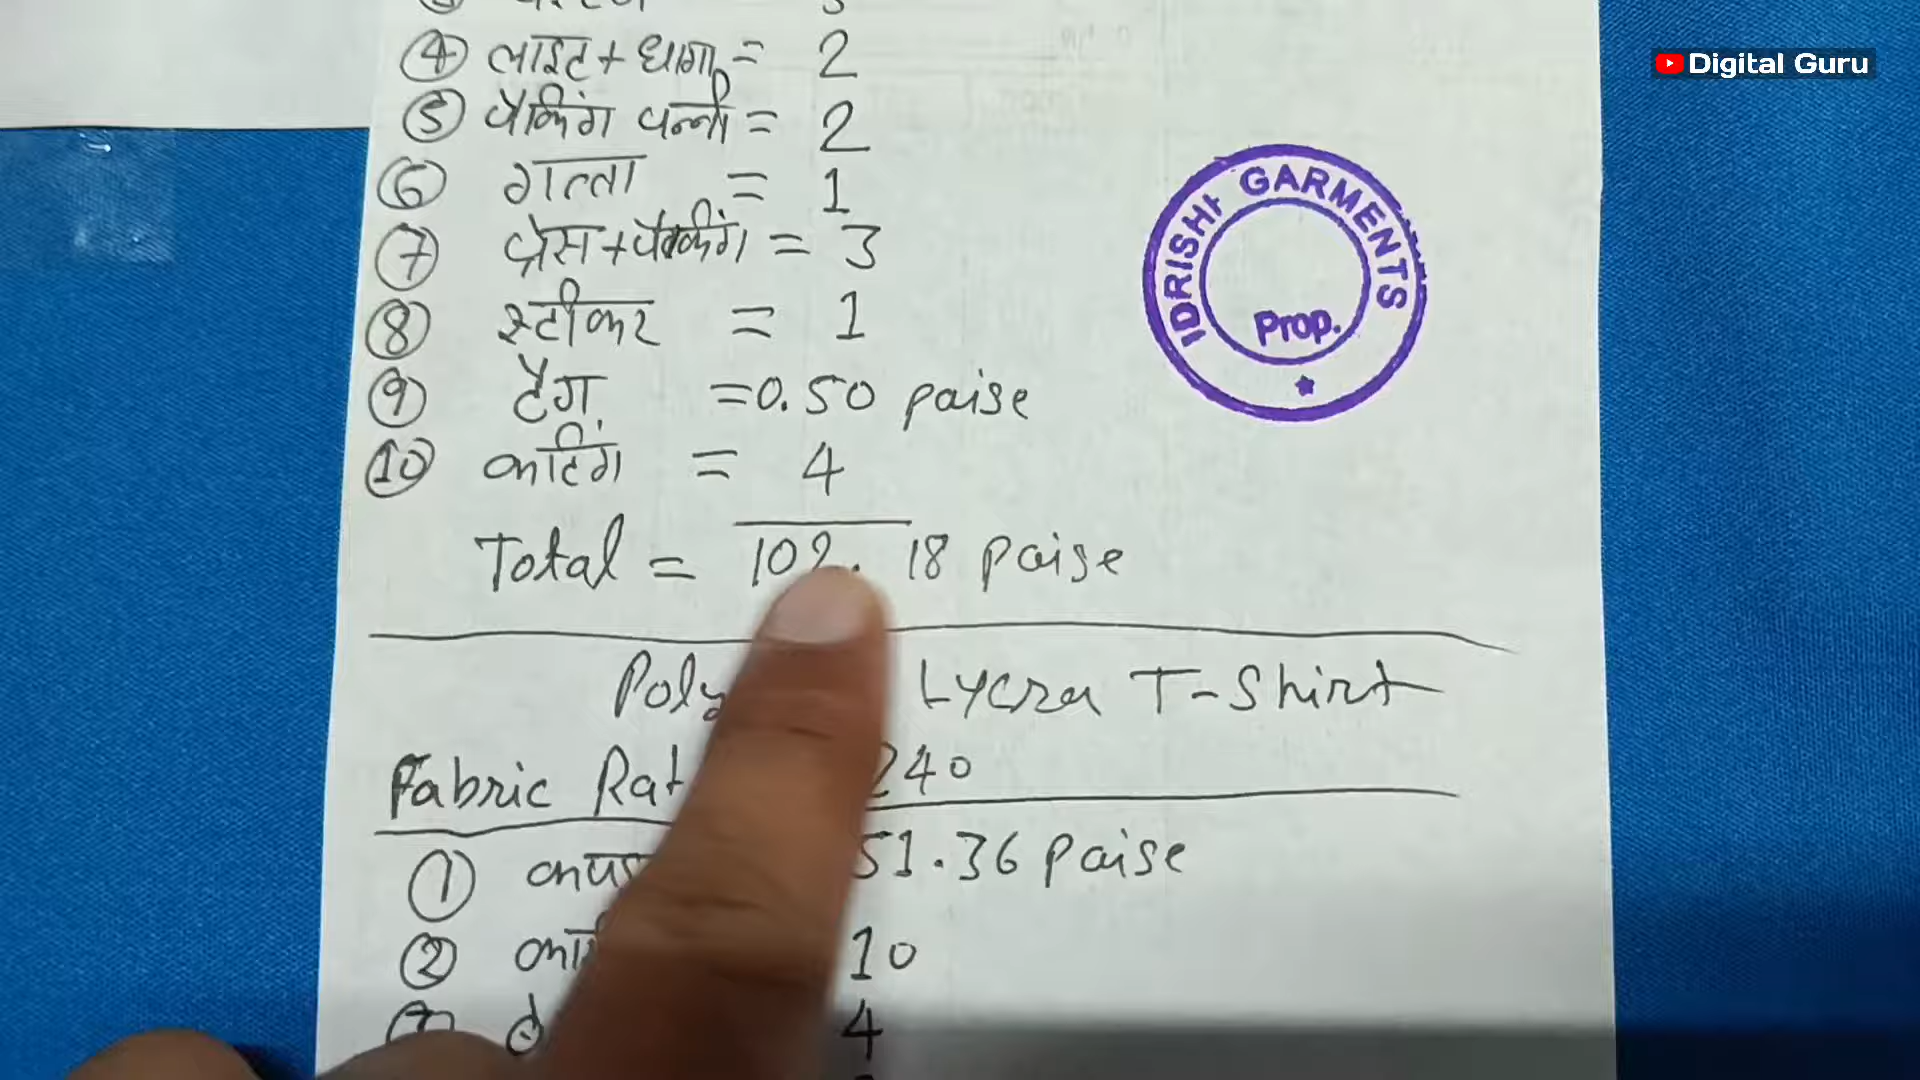 ④ लाइट + धागा = 2
⑤ पैकिंग पन्नी = 2
⑥ गत्ता = 1
⑦ प्रेस + पैकिंग = 3
⑧ स्टीकर = 1
⑨ टैग = 0.50 paise
⑩ कटिंग = 4
Total = 102.18 Paise
Lycra T-Shirt
Fabric 240
① 51.36 Paise
② 10
4
IDRISHI GARMENTS
Prop.
Digital Guru